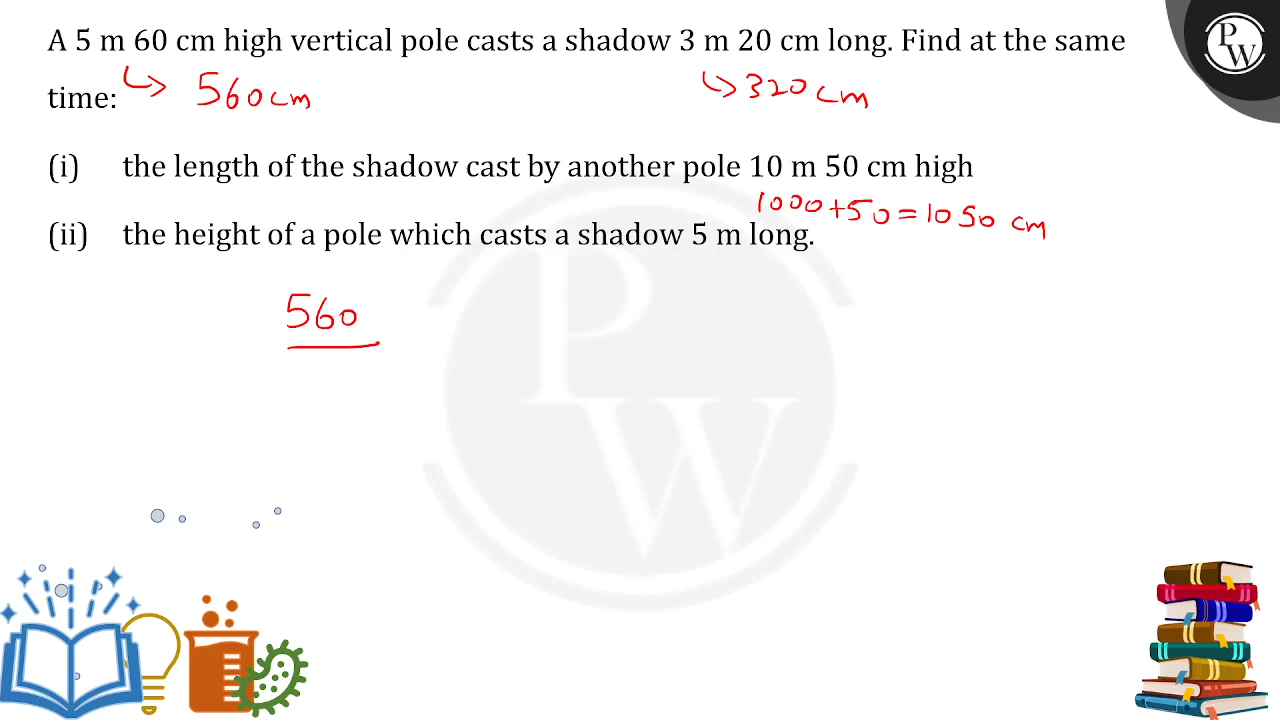 A 5 m 60 cm high vertical pole casts a shadow 3 m 20 cm long. Find at the same
time:
560 cm
320 cm
(i) the length of the shadow cast by another pole 10 m 50 cm high
1000+50=1050 cm
(ii) the height of a pole which casts a shadow 5 m long.
560
PW
PW